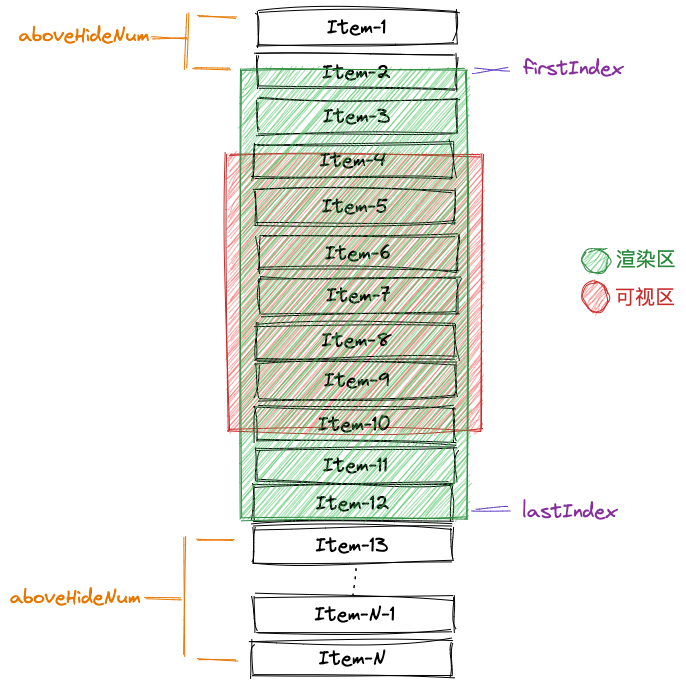 Item-1
aboveHideNum
Item-2
firstIndex
Item-3
Item-4
Item-5
Item-6
渲染区
Item-7
可视区
Item-8
Item-9
Item-10
Item-11
Item-12
lastIndex
Item-13
aboveHideNum
Item-N-1
Item-N